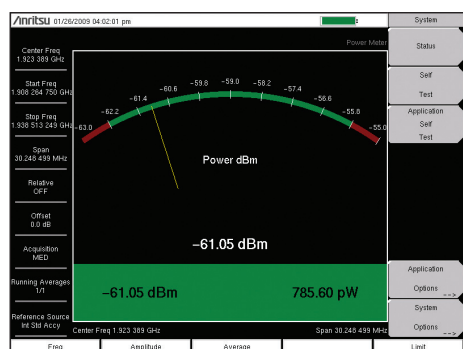 Anritsu 01/26/2009 04:02:01 pm
System
Power Meter
Center Freq
1.923 389 GHz
Start Freq
1.908 264 750 GHz
Stop Freq
1.938 513 249 GHz
Span
30.248 499 MHz
Relative
OFF
Offset
0.0 dB
Acquisition
MED
Running Averages
1/1
Reference Source
Int Std Accy
-63.0
-62.2
-61.4
-60.6
-59.8
-59.0
-58.2
-57.4
-56.6
-55.8
-55.0
Power dBm
-61.05 dBm
-61.05 dBm
785.60 pW
Center Freq 1.923 389 GHz
Span 30.248 499 MHz
Status
Self
Test
Application
Self
Test
Application
Options
-->
System
Options
-->
Freq
Amplitude
Average
Limit